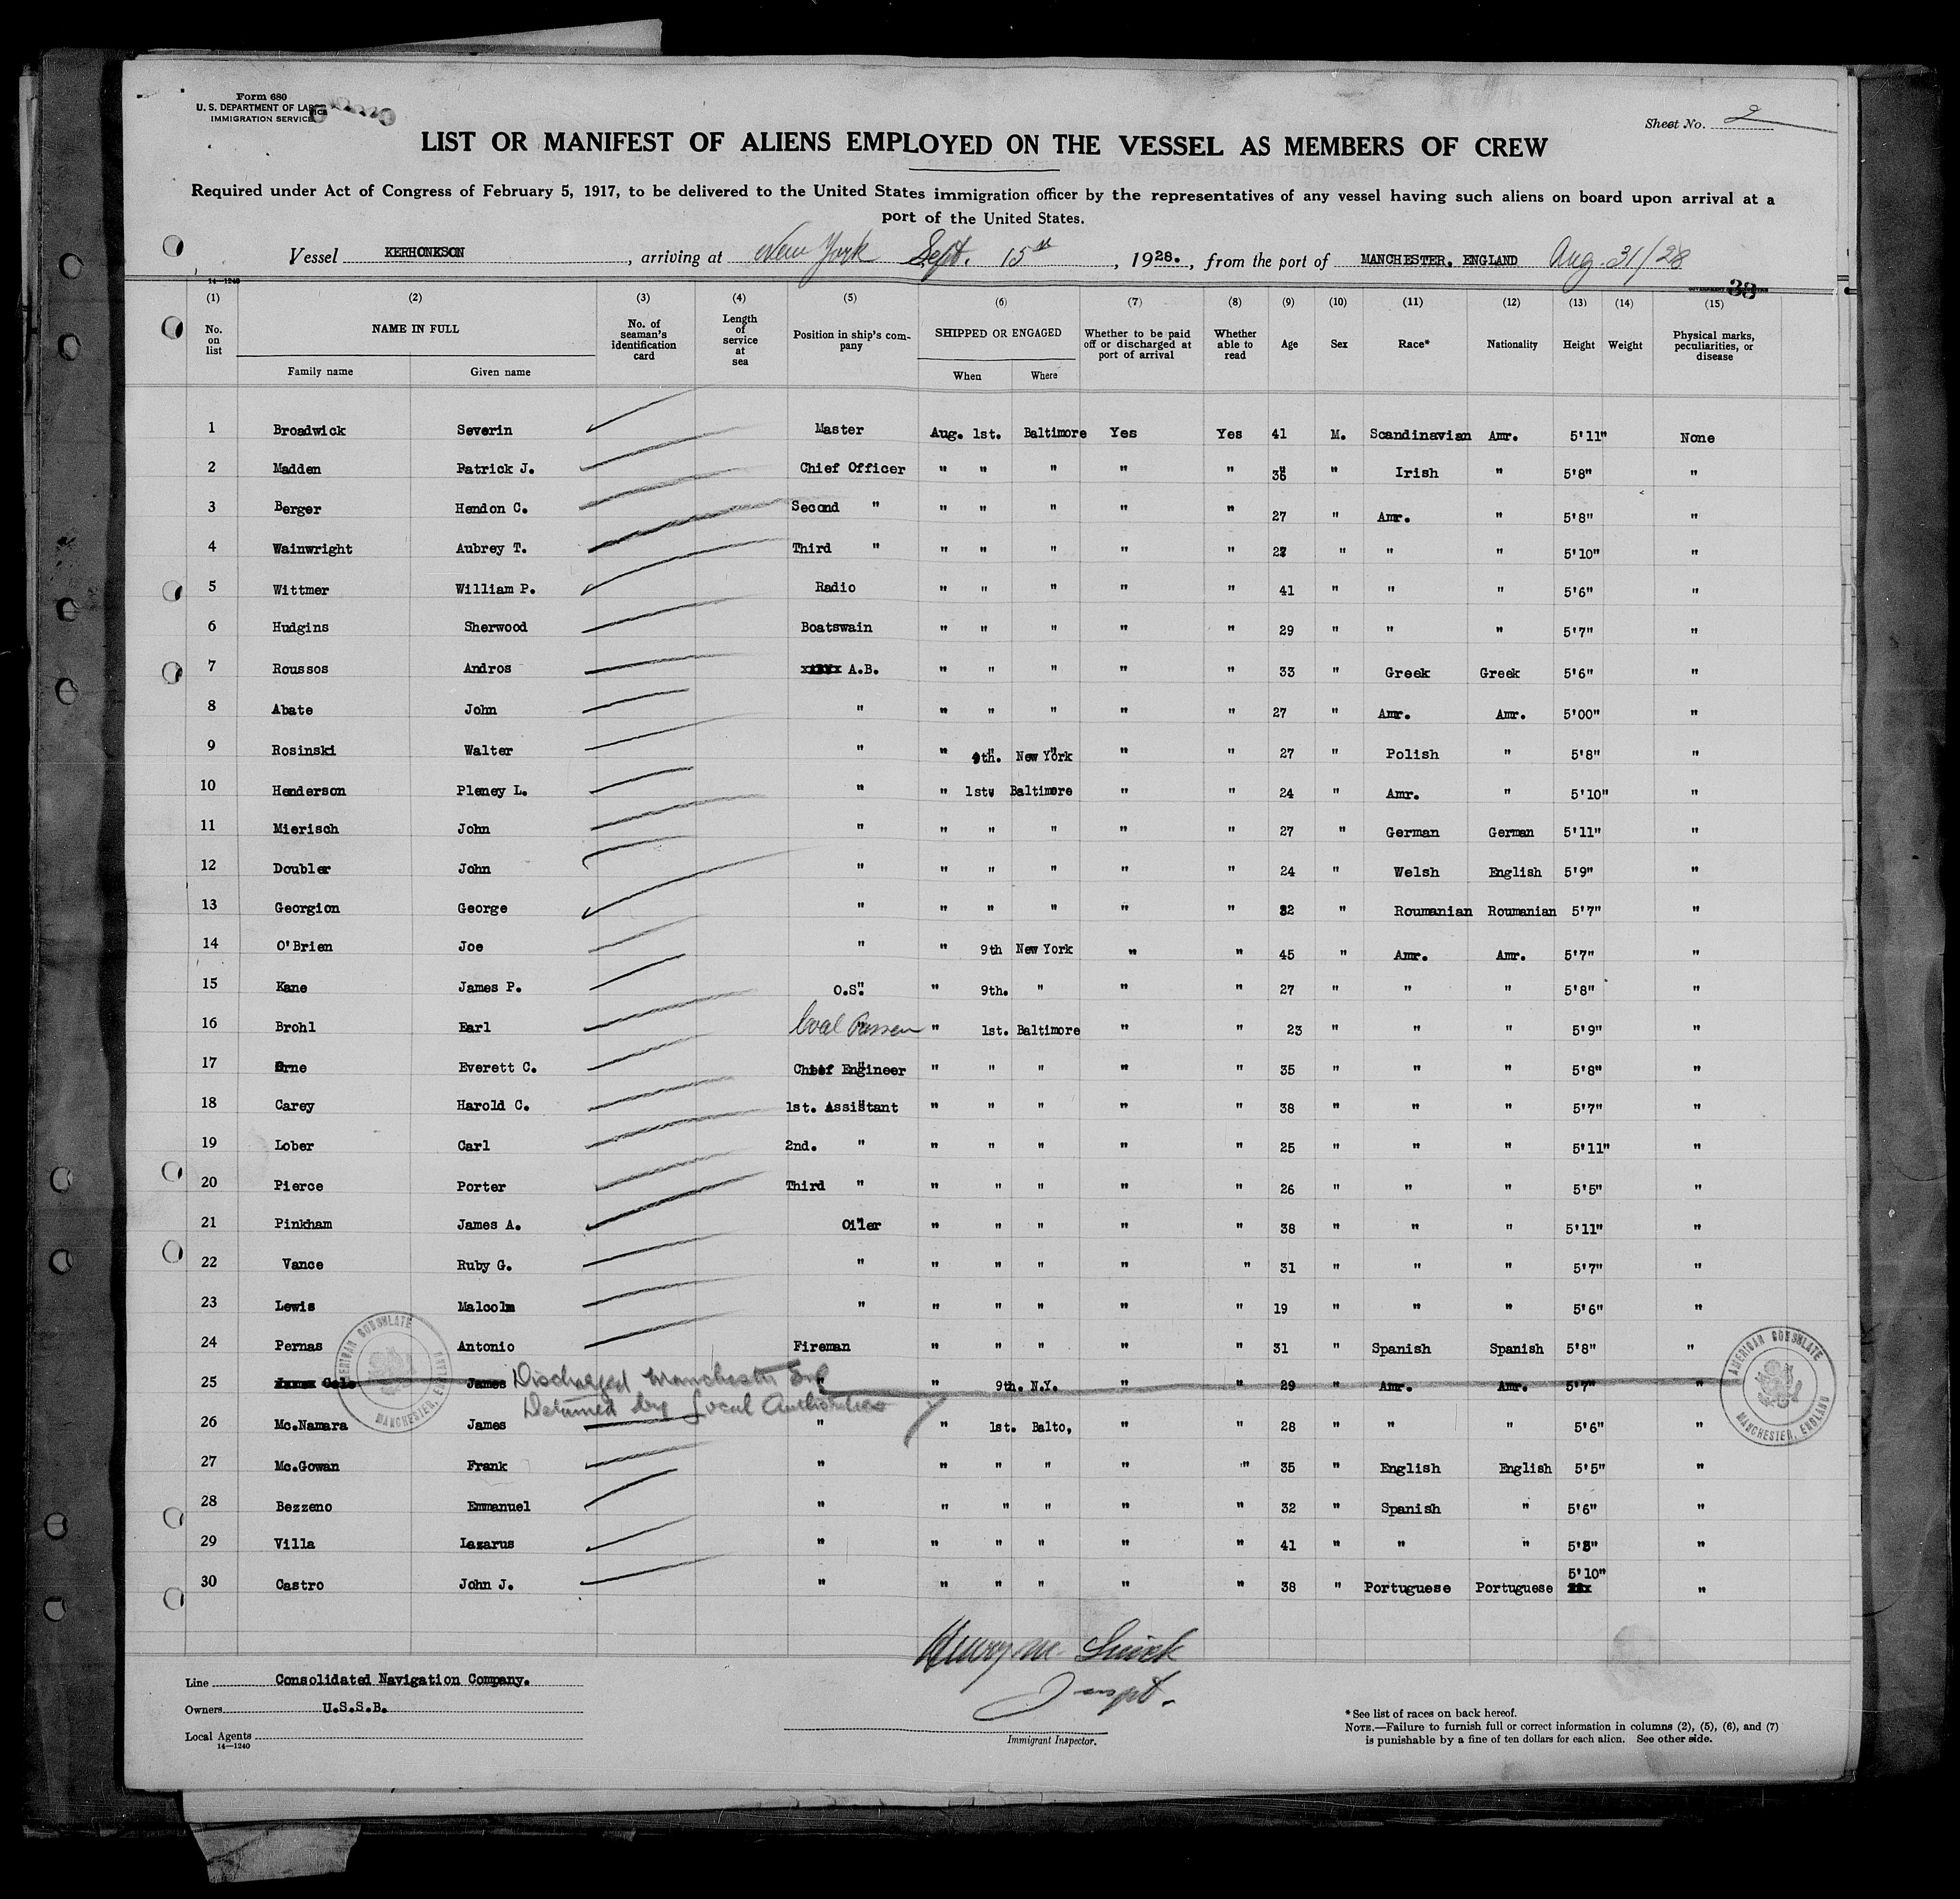 Form 680
U. S. DEPARTMENT OF LABOR
IMMIGRATION SERVICE
Sheet No. 2
LIST OR MANIFEST OF ALIENS EMPLOYED ON THE VESSEL AS MEMBERS OF CREW
Required under Act of Congress of February 5, 1917, to be delivered to the United States immigration officer by the representatives of any vessel having such aliens on board upon arrival at a
port of the United States.
Vessel KERHONKSON, arriving at New York Sept. 15th, 1928., from the port of MANCHESTER. ENGLAND Aug. 31/28
14-1240
33
(1) (2) (3) (4) (5) (6) (7) (8) (9) (10) (11) (12) (13) (14) (15)
No. on list NAME IN FULL No. of seaman's identification card Length of service at sea Position in ship's company SHIPPED OR ENGAGED Whether to be paid off or discharged at port of arrival Whether able to read Age Sex Race* Nationality Height Weight Physical marks, peculiarities, or disease
Family name Given name When Where
1 Broadwick Severin Master Aug. 1st. Baltimore Yes Yes 41 M. Scandinavian Amr. 5'11" None
2 Madden Patrick J. Chief Officer " " " " " 36 " Irish " 5'8" "
3 Berger Hendon C. Second " " " " " " 27 " Amr. " 5'8" "
4 Wainwright Aubrey T. Third " " " " " " " " " 5'10" "
5 Wittmer William P. Radio " " " " " 41 " " " 5'6" "
6 Hudgins Sherwood Boatswain " " " " " 29 " " " 5'7" "
7 Roussos Andros A.B. " " " " " 33 " Greek Greek 5'6" "
8 Abate John " " " " " " 27 " Amr. Amr. 5'00" "
9 Rosinski Walter " " 9th. New York " " 27 " Polish " 5'8" "
10 Henderson Pleney L. " " 1st. Baltimore " " 24 " Amr. " 5'10" "
11 Mierisch John " " " " " " 27 " German German 5'11" "
12 Doubler John " " " " " " 24 " Welsh English 5'9" "
13 Georgion George " " " " " " 32 " Roumanian Roumanian 5'7" "
14 O'Brien Joe " " 9th New York " " 45 " Amr. Amr. 5'7" "
15 Kane James P. O.S. " 9th. " " " 27 " " " 5'8" "
16 Brohl Earl Coal Passer " 1st. Baltimore " " 23 " " " 5'9" "
17 Orne Everett C. Chief Engineer " " " " " 35 " " " 5'8" "
18 Carey Harold C. 1st. Assistant " " " " " 38 " " " 5'7" "
19 Lober Carl 2nd. " " " " " " 25 " " " 5'11" "
20 Pierce Porter Third " " " " " " 26 " " " 5'5" "
21 Pinkham James A. Oiler " " " " " 38 " " " 5'11" "
22 Vance Ruby G. " " " " " " 31 " " " 5'7" "
23 Lewis Malcolm " " " " " " 19 " " " 5'6" "
24 Pernas Antonio Fireman " " " " " 31 " Spanish Spanish 5'8" "
25 James Discharged Manchester Eng " 9th. N.Y. " " 29 " Amr. Amr. 5'7" "
Detained by Local Authorities
26 Mc.Namara James " " 1st. Balto, " " 28 " " " 5'6" "
27 Mc.Gowan Frank " " " " " " 35 " English English 5'5" "
28 Bezzeno Emmanuel " " " " " " 32 " Spanish " 5'6" "
29 Villa Lazarus " " " " " " 41 " " " "
30 Castro John J. " " " " " " 38 " Portuguese Portuguese 5'10" "
AMERICAN CONSULATE
MANCHESTER, ENGLAND
AMERICAN CONSULATE
MANCHESTER, ENGLAND
Inspt.
Line Consolidated Navigation Company.
Owners U.S.S.B.
Local Agents
14—1240
Immigrant Inspector.
* See list of races on back hereof.
NOTE.—Failure to furnish full or correct information in columns (2), (5), (6), and (7)
is punishable by a fine of ten dollars for each alien. See other side.